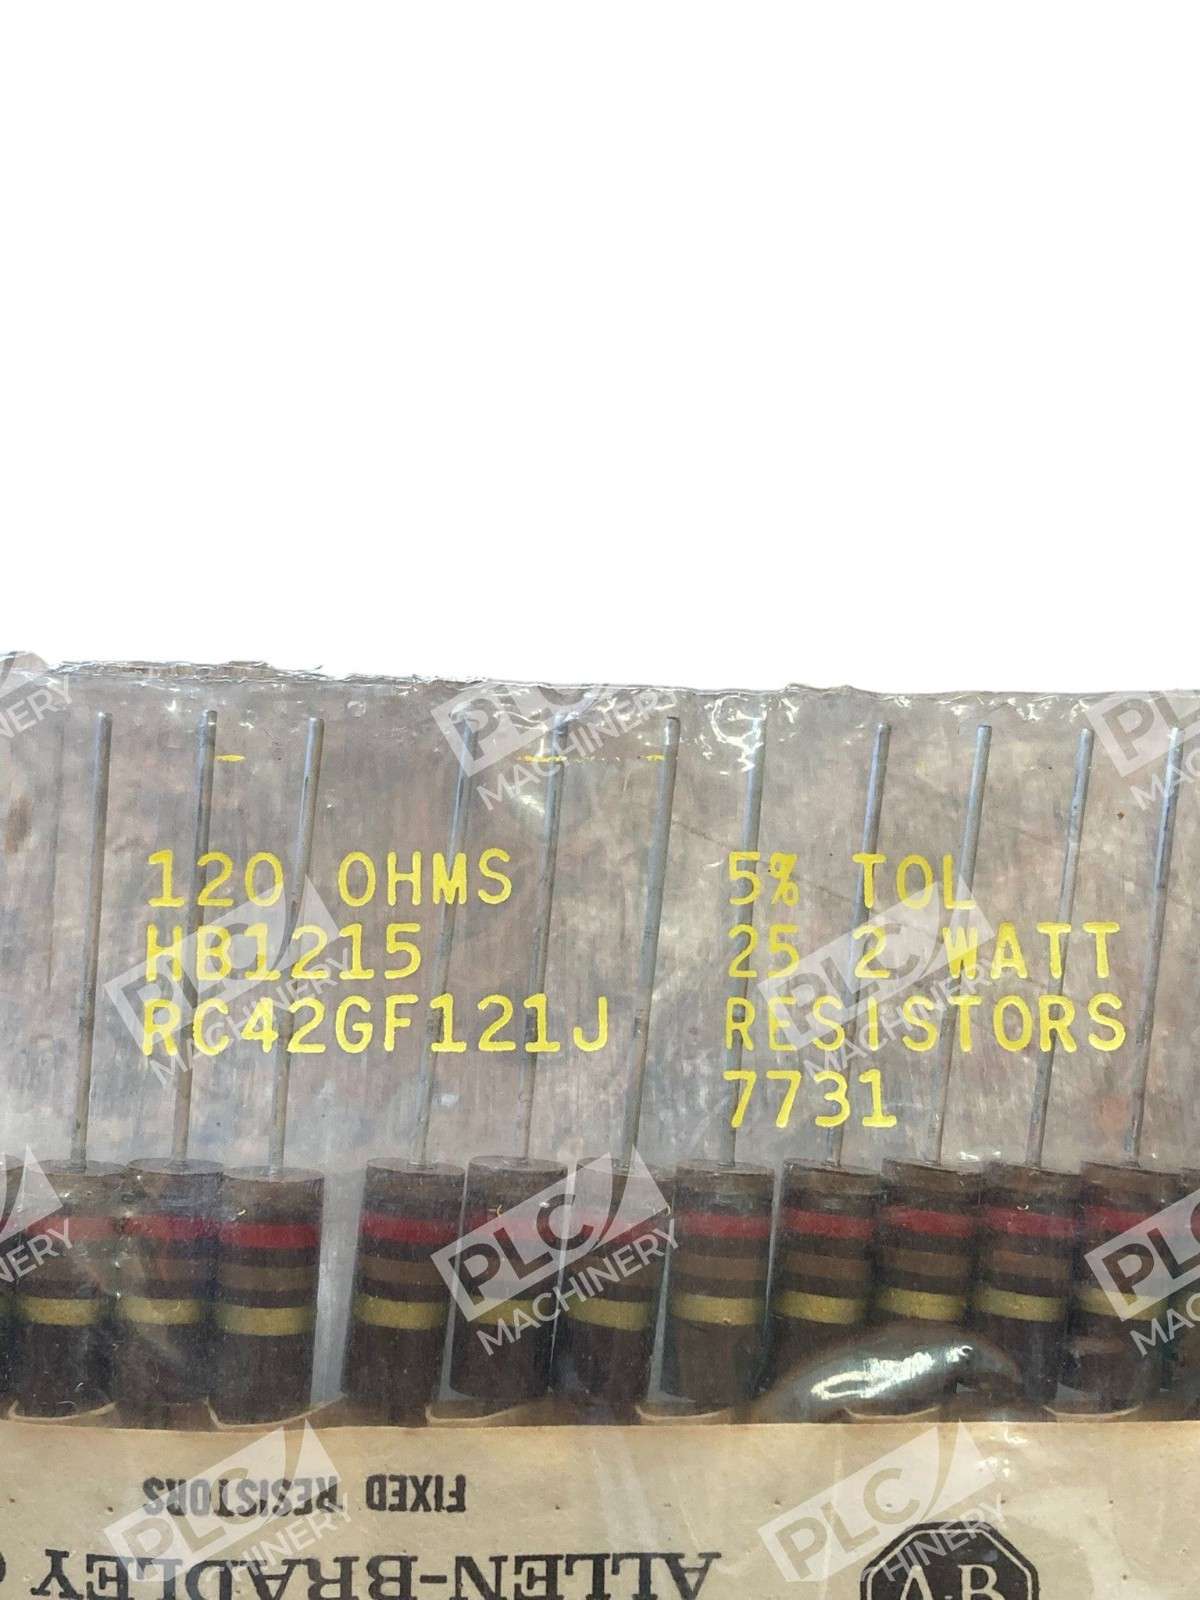 120 OHMS 5% TOL
HB1215 25 2 WATT
RC42GF121J RESISTORS
7731
FIXED RESISTORS
ALLEN-BRADLEY
A-B
PLC MACHINERY